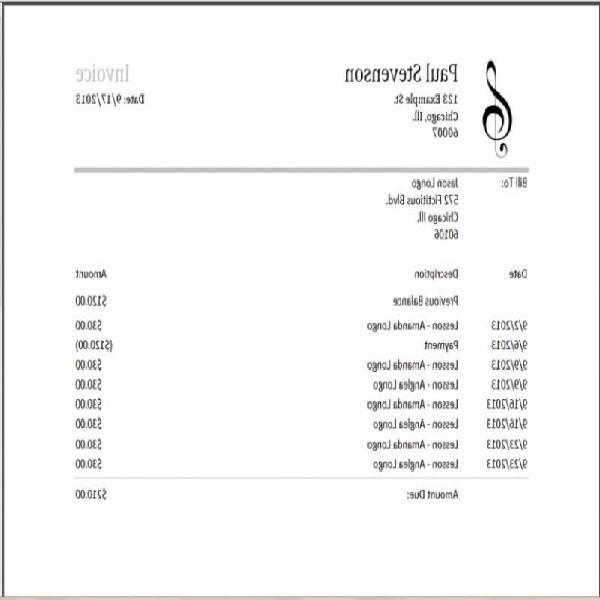 Paul Stevenson Invoice
123 Example St. Date: 9/17/2013
Chicago, Ill.
60007
Bill To: Jason Longo
572 Fictitious Blvd.
Chicago Ill.
60106
Date Description Amount
Previous Balance $120.00
9/2/2013 Lesson - Amanda Longo $30.00
9/6/2013 Payment ($120.00)
9/9/2013 Lesson - Amanda Longo $30.00
9/9/2013 Lesson - Anglea Longo $30.00
9/16/2013 Lesson - Amanda Longo $30.00
9/16/2013 Lesson - Anglea Longo $30.00
9/23/2013 Lesson - Amanda Longo $30.00
9/23/2013 Lesson - Anglea Longo $30.00
Amount Due: $210.00